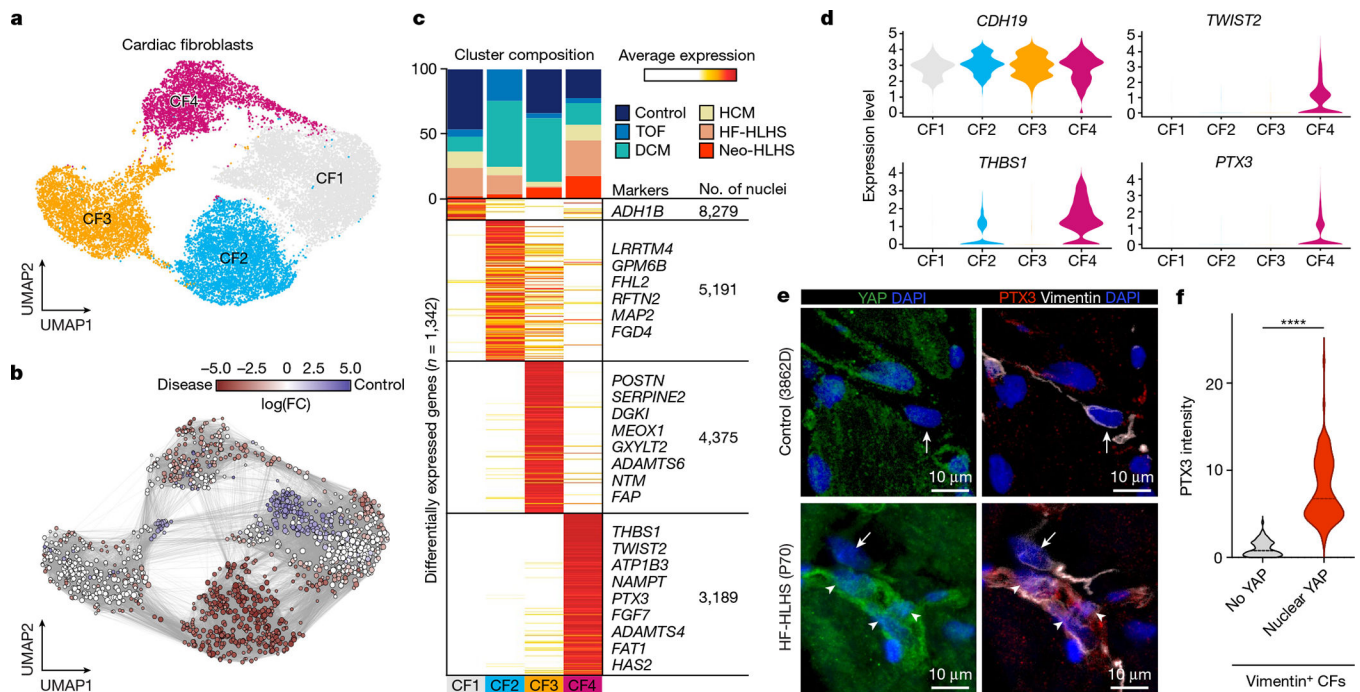 a
Cardiac fibroblasts
CF4
CF1
CF3
CF2
UMAP2
UMAP1
b
−5.0 −2.5 0 2.5 5.0
Disease Control
log(FC)
UMAP2
UMAP1
c
Cluster composition
100
50
0
Average expression
Control
TOF
DCM
HCM
HF-HLHS
Neo-HLHS
Markers
No. of nuclei
Differentially expressed genes (n = 1,342)
ADH1B
8,279
LRRTM4
GPM6B
FHL2
RFTN2
MAP2
FGD4
5,191
POSTN
SERPINE2
DGKI
MEOX1
GXYLT2
ADAMTS6
NTM
FAP
4,375
THBS1
TWIST2
ATP1B3
NAMPT
PTX3
FGF7
ADAMTS4
FAT1
HAS2
3,189
CF1 CF2 CF3 CF4
d
Expression level
CDH19
5
4
3
2
1
0
CF1 CF2 CF3 CF4
TWIST2
5
4
3
2
1
0
CF1 CF2 CF3 CF4
THBS1
4
3
2
1
0
CF1 CF2 CF3 CF4
PTX3
4
3
2
1
0
CF1 CF2 CF3 CF4
e
YAP DAPI
PTX3 Vimentin DAPI
Control (3862D)
10 μm
10 μm
HF-HLHS (P70)
10 μm
10 μm
f
****
PTX3 intensity
20
10
0
No YAP
Nuclear YAP
Vimentin+ CFs